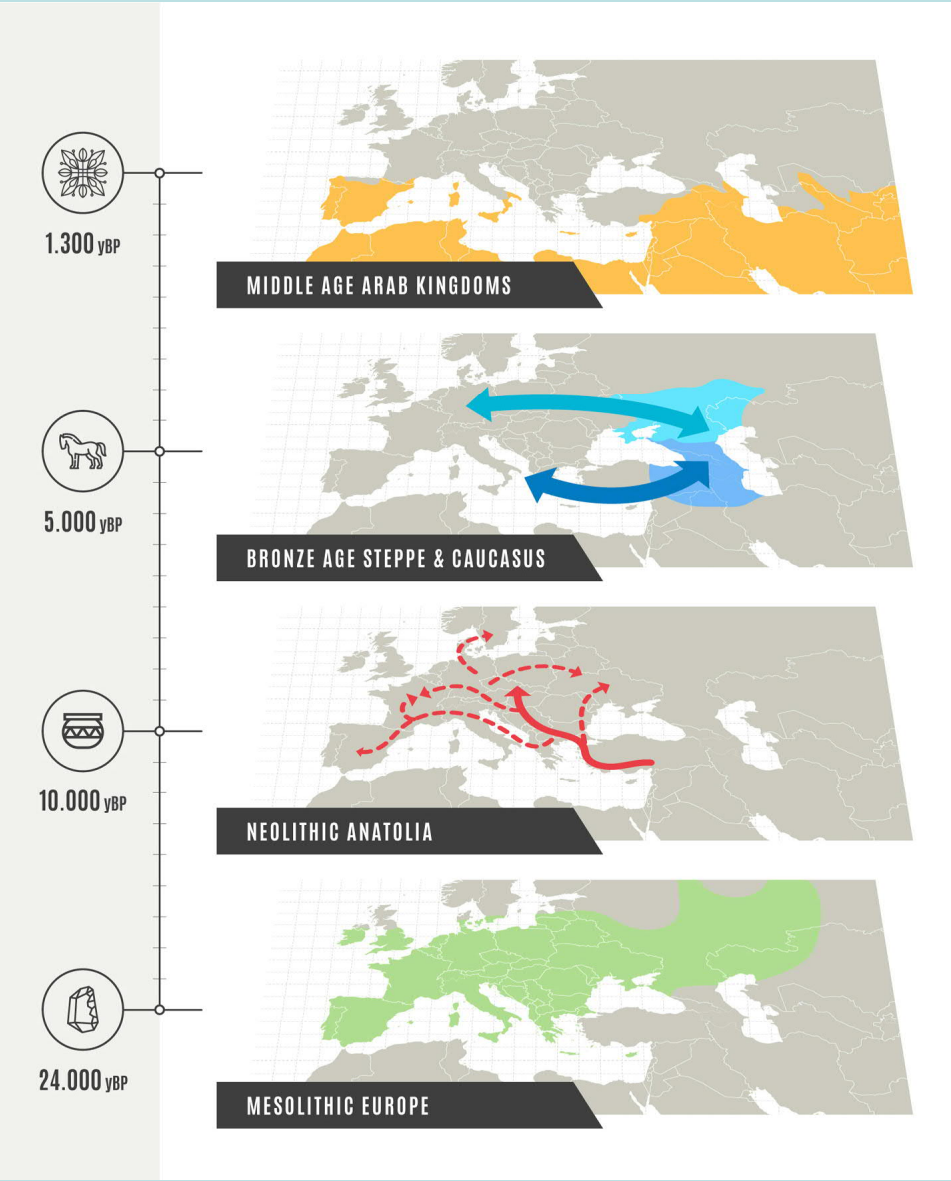 1.300 yBP
MIDDLE AGE ARAB KINGDOMS
5.000 yBP
BRONZE AGE STEPPE & CAUCASUS
10.000 yBP
NEOLITHIC ANATOLIA
24.000 yBP
MESOLITHIC EUROPE